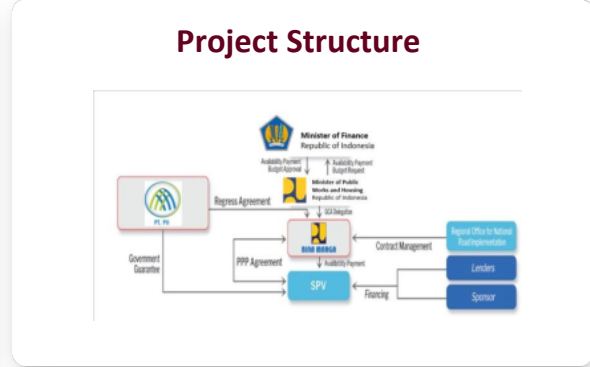 Project Structure
Minister of Finance
Republic of Indonesia
Availability Payment
Budget Approval
Availability Payment
Budget Request
Minister of Public
Works and Housing
Republic of Indonesia
GCA Delegation
PT. PII
Regress Agreement
BINA MARGA
Contract Management
Regional Office for National
Road Implementation
Government
Guarantee
PPP Agreement
Availability Payment
SPV
Financing
Lenders
Sponsor